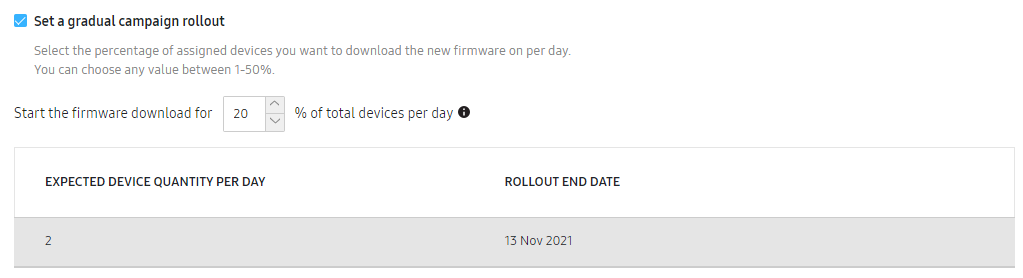 Set a gradual campaign rollout
Select the percentage of assigned devices you want to download the new firmware on per day.
You can choose any value between 1-50%.
Start the firmware download for 20 % of total devices per day
EXPECTED DEVICE QUANTITY PER DAY ROLLOUT END DATE
2 13 Nov 2021